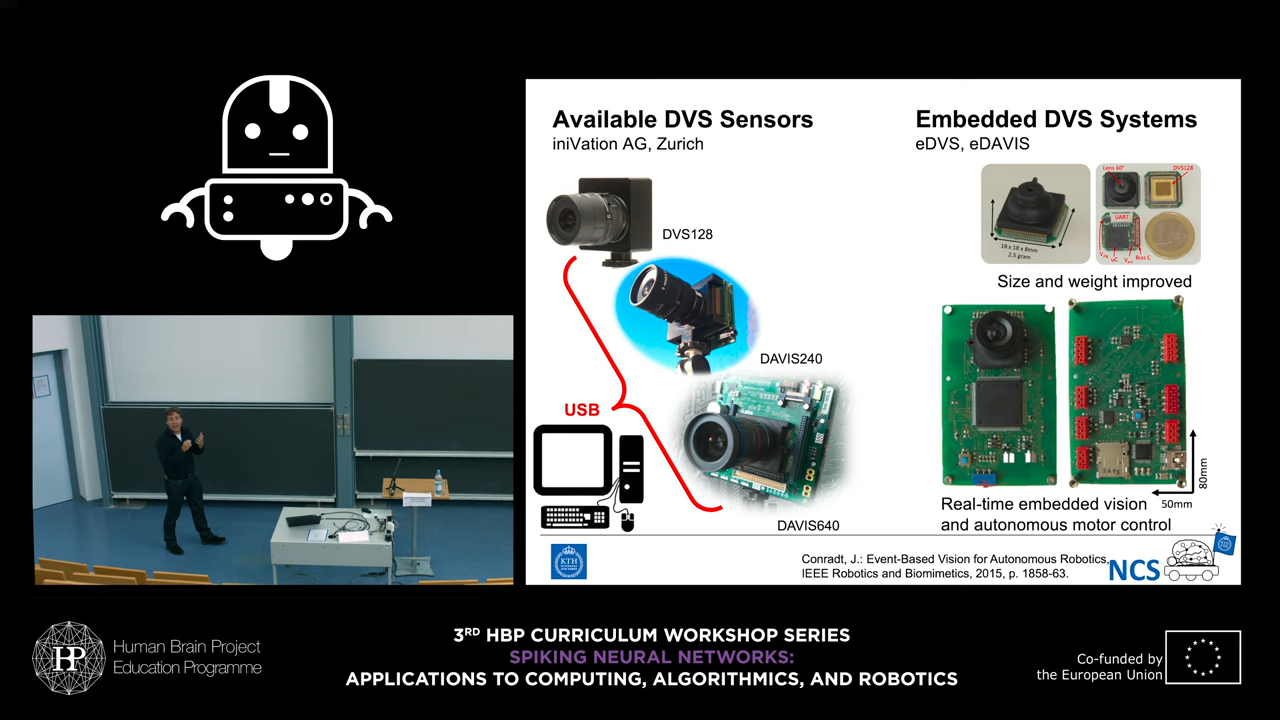 Available DVS Sensors
iniVation AG, Zurich
DVS128
DAVIS240
USB
DAVIS640
Embedded DVS Systems
eDVS, eDAVIS
Lens 60°
DVS128
18 x 18 x 8mm
2.5 gram
UART
µC
Bias C
Size and weight improved
80mm
50mm
Real-time embedded vision
and autonomous motor control
KTH
Conradt, J.: Event-Based Vision for Autonomous Robotics,
IEEE Robotics and Biomimetics, 2015, p. 1858-63.
NCS
HP
Human Brain Project
Education Programme
3RD HBP CURRICULUM WORKSHOP SERIES
SPIKING NEURAL NETWORKS:
APPLICATIONS TO COMPUTING, ALGORITHMICS, AND ROBOTICS
Co-funded by
the European Union